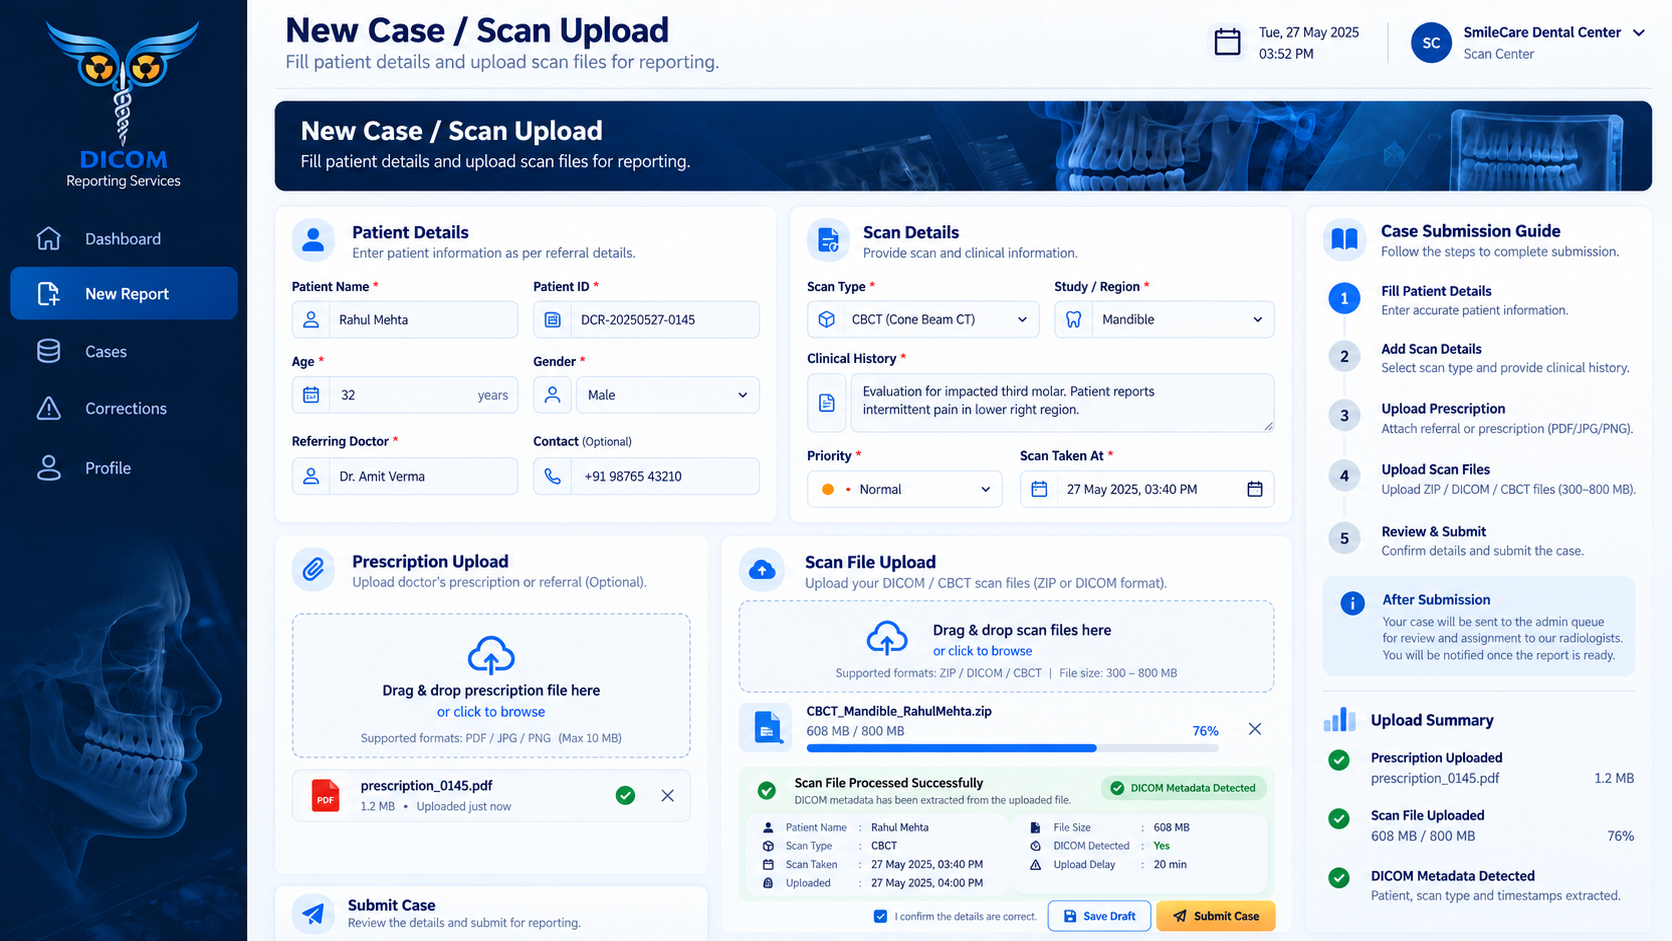 DICOM
Reporting Services
Dashboard
New Report
Cases
Corrections
Profile
New Case / Scan Upload
Fill patient details and upload scan files for reporting.
Tue, 27 May 2025
03:52 PM
SC
SmileCare Dental Center
Scan Center
New Case / Scan Upload
Fill patient details and upload scan files for reporting.
Patient Details
Enter patient information as per referral details.
Patient Name *
Rahul Mehta
Patient ID *
DCR-20250527-0145
Age *
32 years
Gender *
Male
Referring Doctor *
Dr. Amit Verma
Contact (Optional)
+91 98765 43210
Scan Details
Provide scan and clinical information.
Scan Type *
CBCT (Cone Beam CT)
Study / Region *
Mandible
Clinical History *
Evaluation for impacted third molar. Patient reports
intermittent pain in lower right region.
Priority *
Normal
Scan Taken At *
27 May 2025, 03:40 PM
Prescription Upload
Upload doctor's prescription or referral (Optional).
Drag & drop prescription file here
or click to browse
Supported formats: PDF / JPG / PNG (Max 10 MB)
PDF
prescription_0145.pdf
1.2 MB • Uploaded just now
Submit Case
Review the details and submit for reporting.
Scan File Upload
Upload your DICOM / CBCT scan files (ZIP or DICOM format).
Drag & drop scan files here
or click to browse
Supported formats: ZIP / DICOM / CBCT | File size: 300 – 800 MB
CBCT_Mandible_RahulMehta.zip
608 MB / 800 MB 76%
Scan File Processed Successfully
DICOM metadata has been extracted from the uploaded file.
DICOM Metadata Detected
Patient Name : Rahul Mehta
Scan Type : CBCT
Scan Taken : 27 May 2025, 03:40 PM
Uploaded : 27 May 2025, 04:00 PM
File Size : 608 MB
DICOM Detected : Yes
Upload Delay : 20 min
I confirm the details are correct.
Save Draft
Submit Case
Case Submission Guide
Follow the steps to complete submission.
1
Fill Patient Details
Enter accurate patient information.
2
Add Scan Details
Select scan type and provide clinical history.
3
Upload Prescription
Attach referral or prescription (PDF/JPG/PNG).
4
Upload Scan Files
Upload ZIP / DICOM / CBCT files (300–800 MB).
5
Review & Submit
Confirm details and submit the case.
After Submission
Your case will be sent to the admin queue
for review and assignment to our radiologists.
You will be notified once the report is ready.
Upload Summary
Prescription Uploaded
prescription_0145.pdf 1.2 MB
Scan File Uploaded
608 MB / 800 MB 76%
DICOM Metadata Detected
Patient, scan type and timestamps extracted.